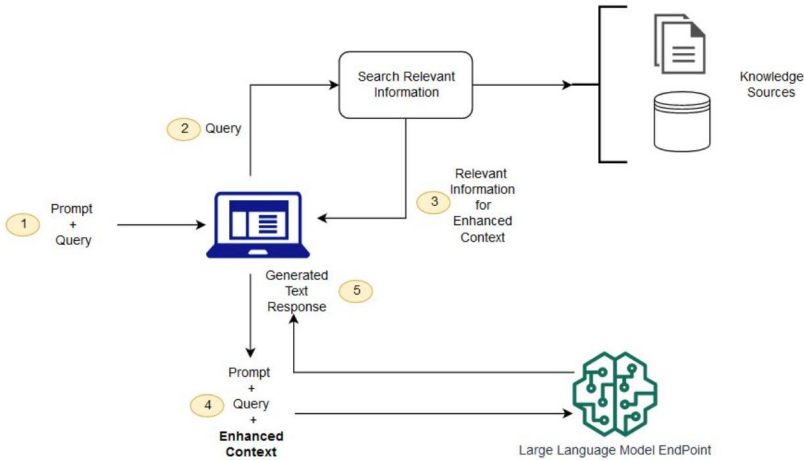 Search Relevant
Information
Knowledge
Sources
2 Query
3
Relevant
Information
for
Enhanced
Context
1
Prompt
+
Query
Generated
Text
Response
5
4
Prompt
+
Query
+
Enhanced
Context
Large Language Model EndPoint